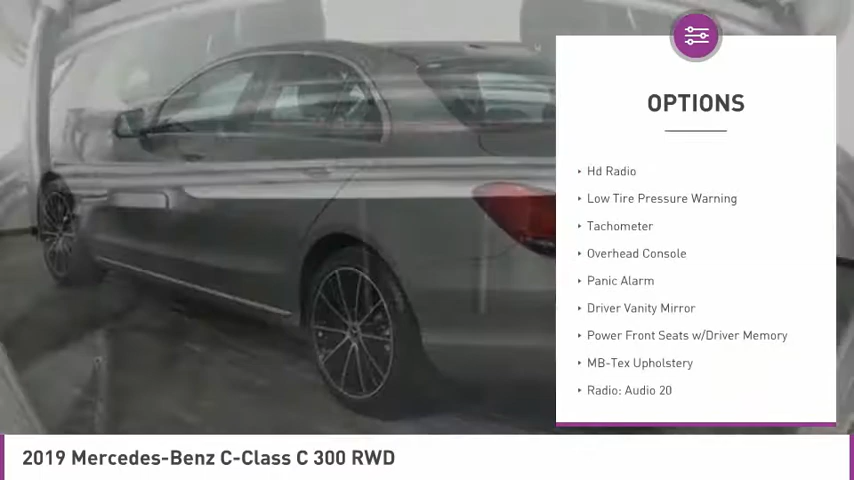 OPTIONS
Hd Radio
Low Tire Pressure Warning
Tachometer
Overhead Console
Panic Alarm
Driver Vanity Mirror
Power Front Seats w/Driver Memory
MB-Tex Upholstery
Radio: Audio 20
2019 Mercedes-Benz C-Class C 300 RWD